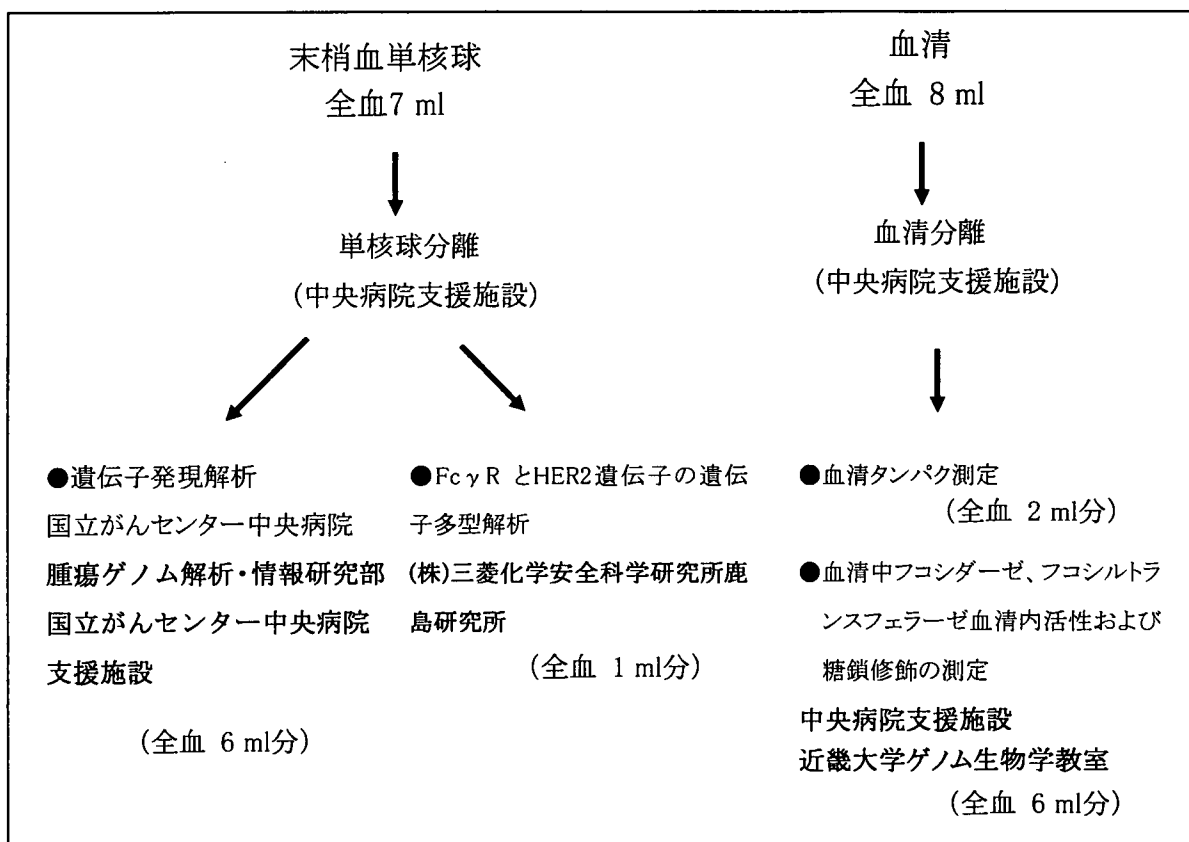 末梢血単核球
全血7 ml
単核球分離
(中央病院支援施設)
●遺伝子発現解析
国立がんセンター中央病院
腫瘍ゲノム解析・情報研究部
国立がんセンター中央病院
支援施設
(全血 6 ml分)
●Fcγ R とHER2遺伝子の遺伝
子多型解析
(株)三菱化学安全科学研究所鹿
島研究所
(全血 1 ml分)
血清
全血 8 ml
血清分離
(中央病院支援施設)
●血清タンパク測定
(全血 2 ml分)
●血清中フコシダーゼ、フコシルトラ
ンスフェラーゼ血清内活性および
糖鎖修飾の測定
中央病院支援施設
近畿大学ゲノム生物学教室
(全血 6 ml分)